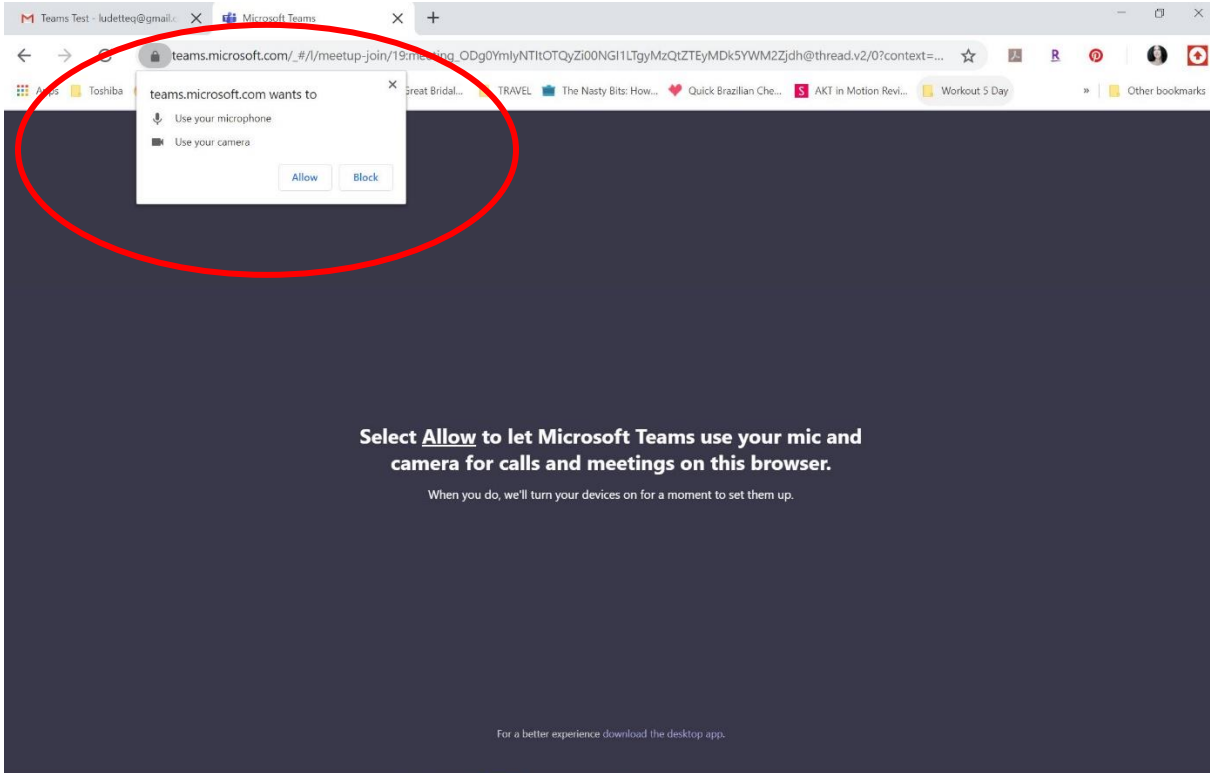 Teams Test - ludetteq@gmail.c
Microsoft Teams
teams.microsoft.com/_#/l/meetup-join/19:meeting_ODg0YmIyNTItOTQyZi00NGI1LTgyMzQtZTEyMDk5YWM2Zjdh@thread.v2/0?context=...
Apps Toshiba Great Bridal... TRAVEL The Nasty Bits: How... Quick Brazilian Che... S AKT in Motion Revi... Workout 5 Day » Other bookmarks
teams.microsoft.com wants to
Use your microphone
Use your camera
Allow Block
Select Allow to let Microsoft Teams use your mic and
camera for calls and meetings on this browser.
When you do, we'll turn your devices on for a moment to set them up.
For a better experience download the desktop app.